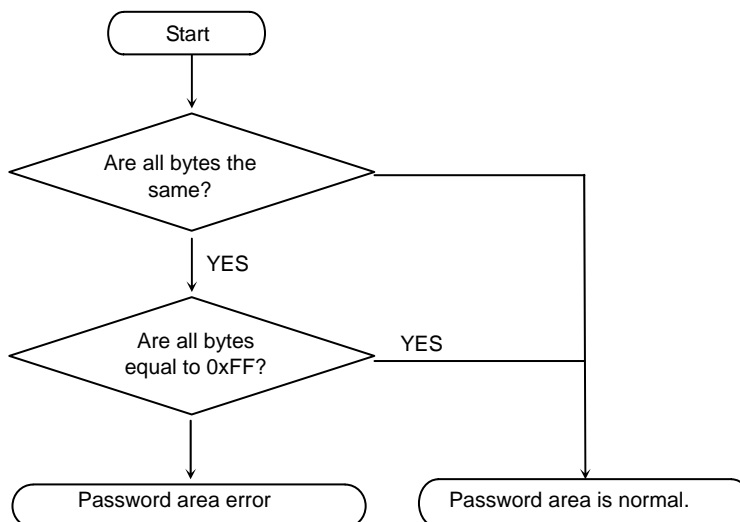 Start
Are all bytes the
same?
YES
Are all bytes
equal to 0xFF?
YES
Password area error
Password area is normal.